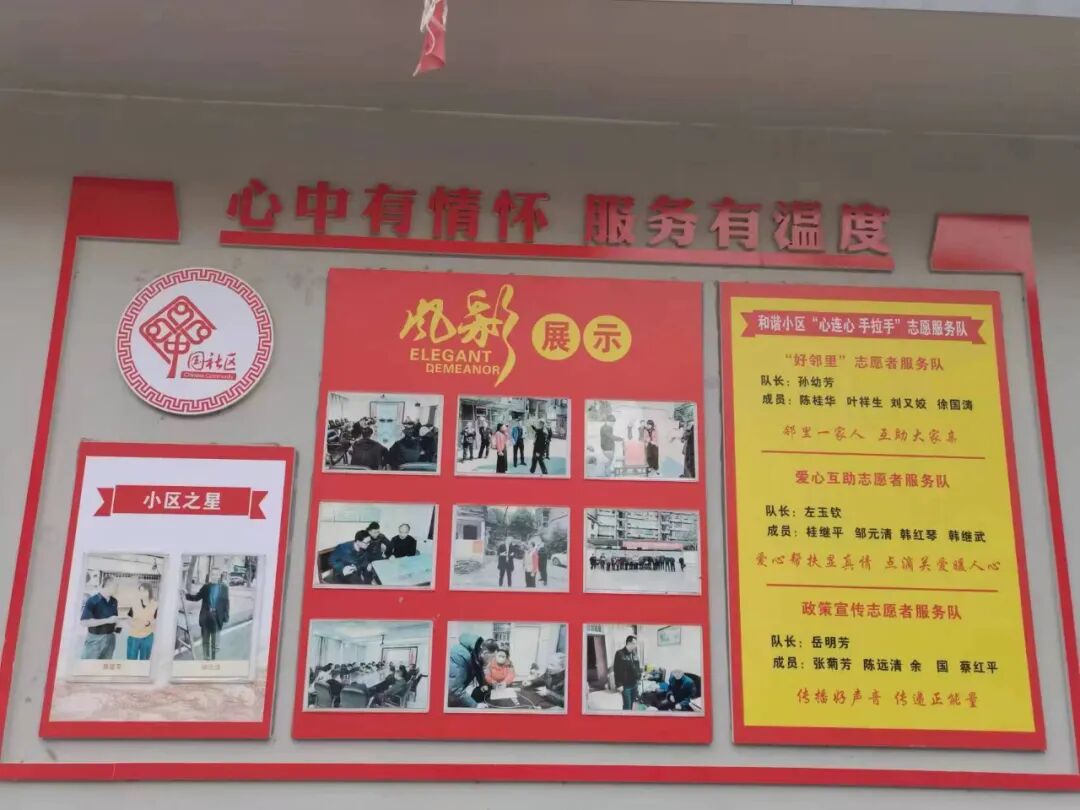 心中有情怀 服务有温度
中国社区
Chinese Community
小区之星
风彩展示
ELEGANT
DEMEANOR
和谐小区“心连心 手拉手”志愿服务队
“好邻里”志愿者服务队
队长：孙幼芳
成员：陈桂华 叶祥生 刘又姣 徐国涛
邻里一家人 互助大家亲
爱心互助志愿者服务队
队长：左玉钦
成员：桂继平 邹元清 韩红琴 韩继武
爱心帮扶至真情 点滴关爱暖人心
政策宣传志愿者服务队
队长：岳明芳
成员：张菊芳 陈远清 余 国 蔡红平
传播好声音 传递正能量